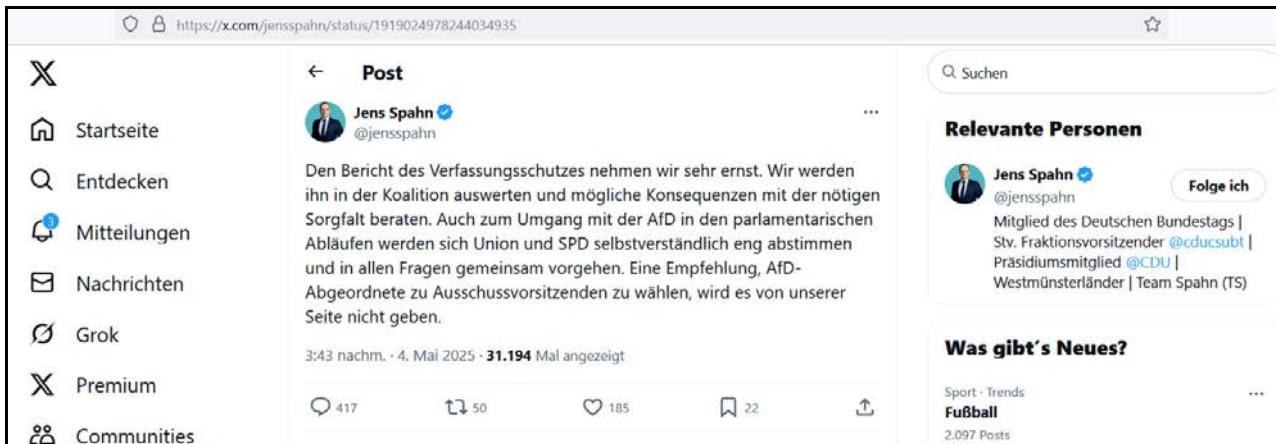 https://x.com/jensspahn/status/1919024978244034935
Startseite
Entdecken
3
Mitteilungen
Nachrichten
Grok
Premium
Communities
Post
Jens Spahn
@jensspahn
Den Bericht des Verfassungsschutzes nehmen wir sehr ernst. Wir werden
ihn in der Koalition auswerten und mögliche Konsequenzen mit der nötigen
Sorgfalt beraten. Auch zum Umgang mit der AfD in den parlamentarischen
Abläufen werden sich Union und SPD selbstverständlich eng abstimmen
und in allen Fragen gemeinsam vorgehen. Eine Empfehlung, AfD-
Abgeordnete zu Ausschussvorsitzenden zu wählen, wird es von unserer
Seite nicht geben.
3:43 nachm. · 4. Mai 2025 · 31.194 Mal angezeigt
417 50 185 22
Suchen
Relevante Personen
Jens Spahn
@jensspahn
Folge ich
Mitglied des Deutschen Bundestags |
Stv. Fraktionsvorsitzender @cducsubt |
Präsidiumsmitglied @CDU |
Westmünsterländer | Team Spahn (TS)
Was gibt´s Neues?
Sport · Trends
Fußball
2.097 Posts